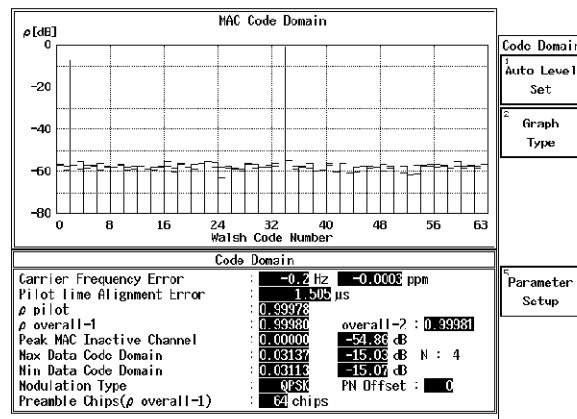 MAC Code Domain
ρ[dB]
0
-20
-40
-60
-80
0 8 16 24 32 40 48 56 63
Walsh Code Number
Code Domain
1
Auto Level
Set
2
Graph
Type
5
Parameter
Setup
Code Domain
Carrier Frequency Error : -0.2 Hz -0.0003 ppm
Pilot Time Alignment Error : 1.505 µs
ρ pilot : 0.99978
ρ overall-1 : 0.99980 overall-2 : 0.99981
Peak MAC Inactive Channel : 0.00000 -54.86 dB
Max Data Code Domain : 0.03137 -15.03 dB N : 4
Min Data Code Domain : 0.03113 -15.07 dB
Modulation Type : QPSK PN Offset : 0
Preamble Chips(ρ overall-1) : 64 chips